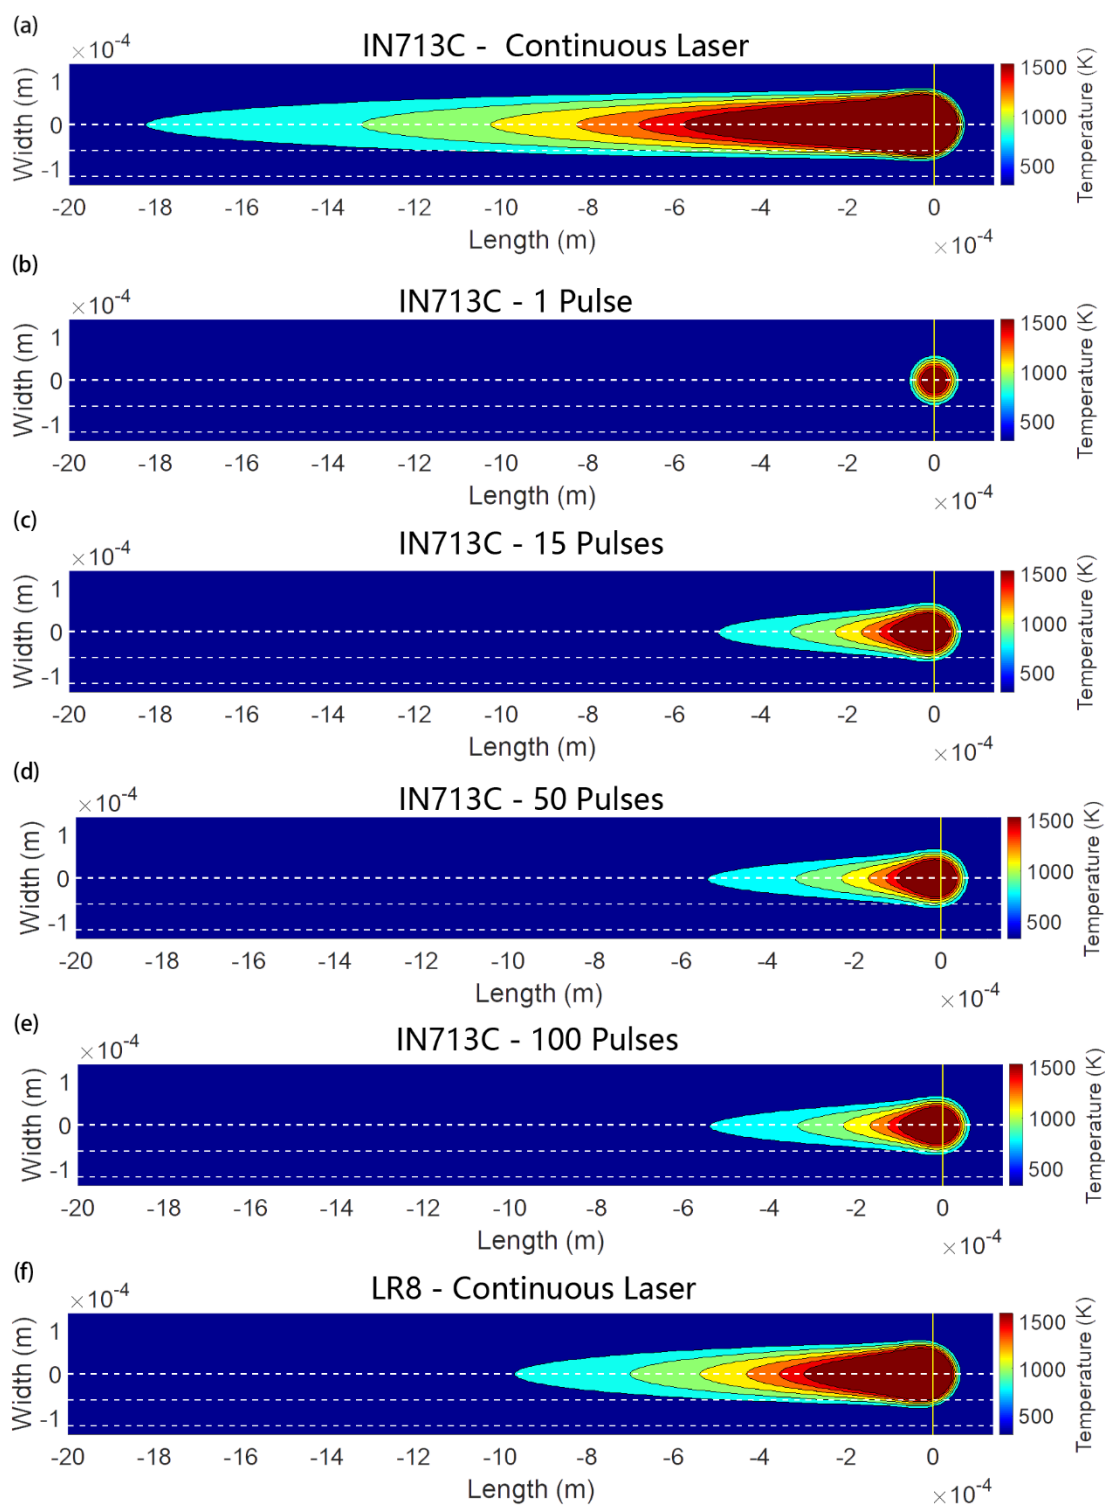 (a)
×10⁻⁴
IN713C - Continuous Laser
Width (m)
1
0
-1
-20 -18 -16 -14 -12 -10 -8 -6 -4 -2 0
Length (m)
×10⁻⁴
1500
1000
500
Temperature (K)
(b)
×10⁻⁴
IN713C - 1 Pulse
Width (m)
1
0
-1
-20 -18 -16 -14 -12 -10 -8 -6 -4 -2 0
Length (m)
×10⁻⁴
1500
1000
500
Temperature (K)
(c)
×10⁻⁴
IN713C - 15 Pulses
Width (m)
1
0
-1
-20 -18 -16 -14 -12 -10 -8 -6 -4 -2 0
Length (m)
×10⁻⁴
1500
1000
500
Temperature (K)
(d)
×10⁻⁴
IN713C - 50 Pulses
Width (m)
1
0
-1
-20 -18 -16 -14 -12 -10 -8 -6 -4 -2 0
Length (m)
×10⁻⁴
1500
1000
500
Temperature (K)
(e)
×10⁻⁴
IN713C - 100 Pulses
Width (m)
1
0
-1
-20 -18 -16 -14 -12 -10 -8 -6 -4 -2 0
Length (m)
×10⁻⁴
1500
1000
500
Temperature (K)
(f)
×10⁻⁴
LR8 - Continuous Laser
Width (m)
1
0
-1
-20 -18 -16 -14 -12 -10 -8 -6 -4 -2 0
Length (m)
×10⁻⁴
1500
1000
500
Temperature (K)